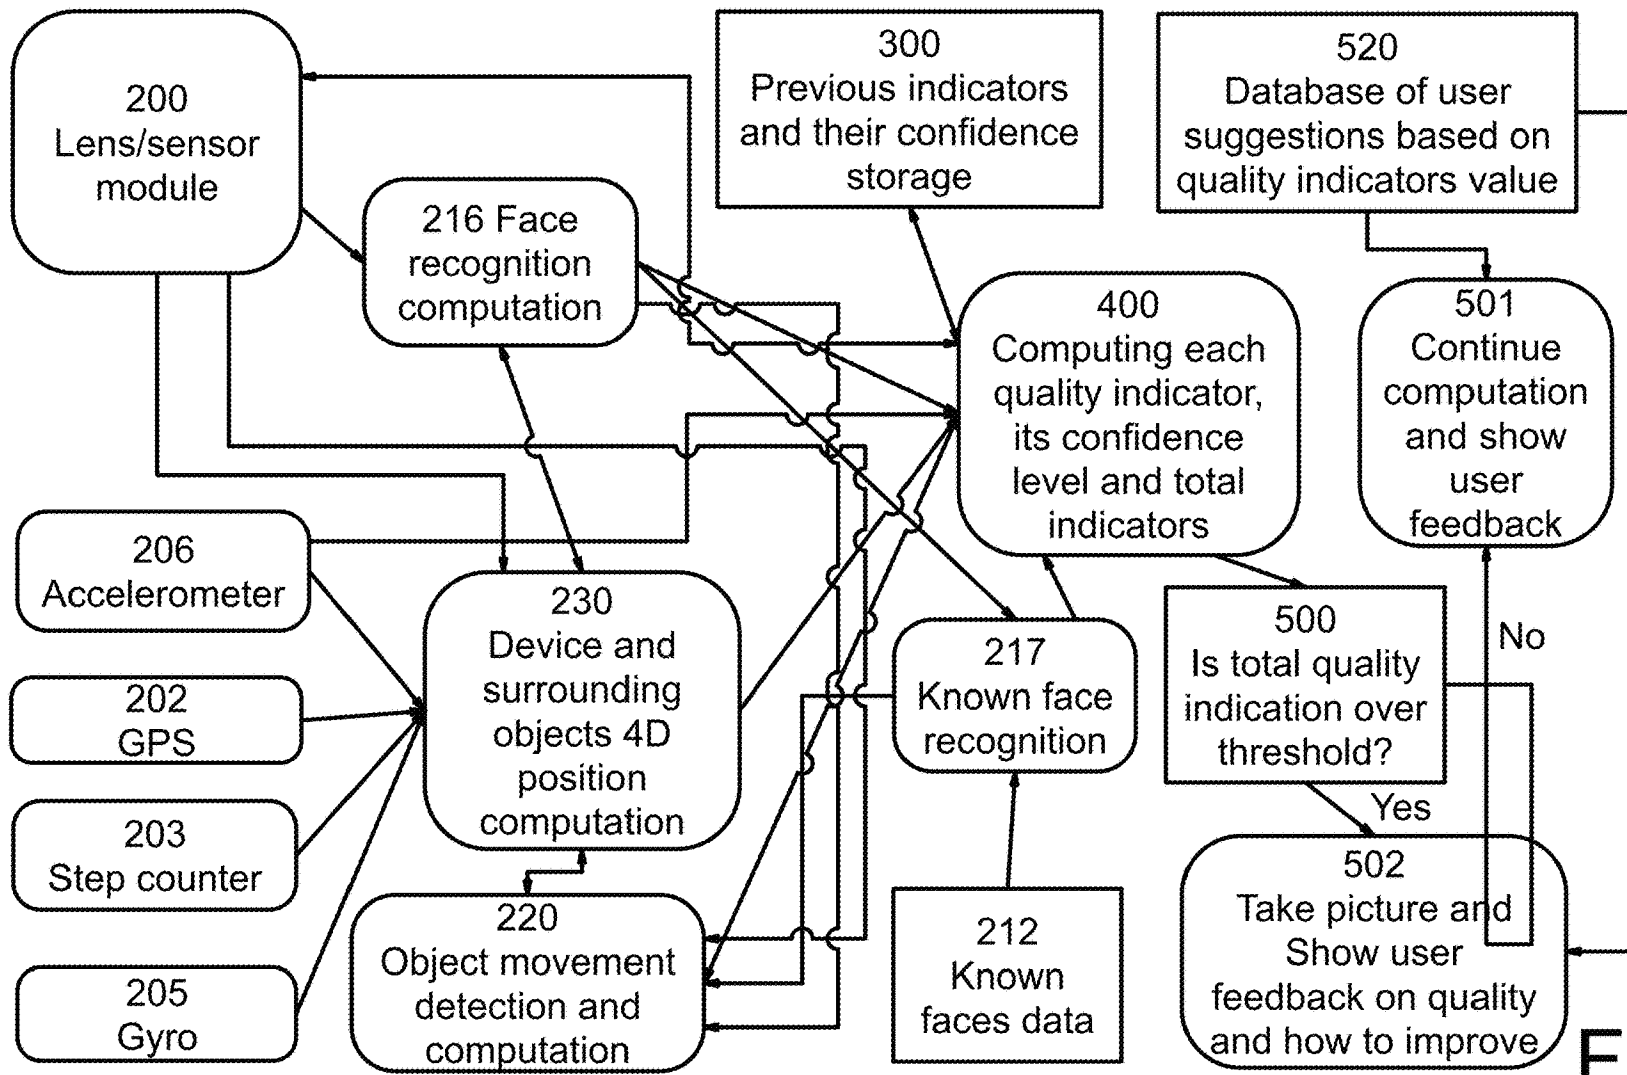 200
Lens/sensor
module
216 Face
recognition
computation
300
Previous indicators
and their confidence
storage
520
Database of user
suggestions based on
quality indicators value
400
Computing each
quality indicator,
its confidence
level and total
indicators
501
Continue
computation
and show
user
feedback
206
Accelerometer
202
GPS
203
Step counter
205
Gyro
230
Device and
surrounding
objects 4D
position
computation
220
Object movement
detection and
computation
217
Known face
recognition
212
Known
faces data
500
Is total quality
indication over
threshold?
No
Yes
502
Take picture and
Show user
feedback on quality
and how to improve
F